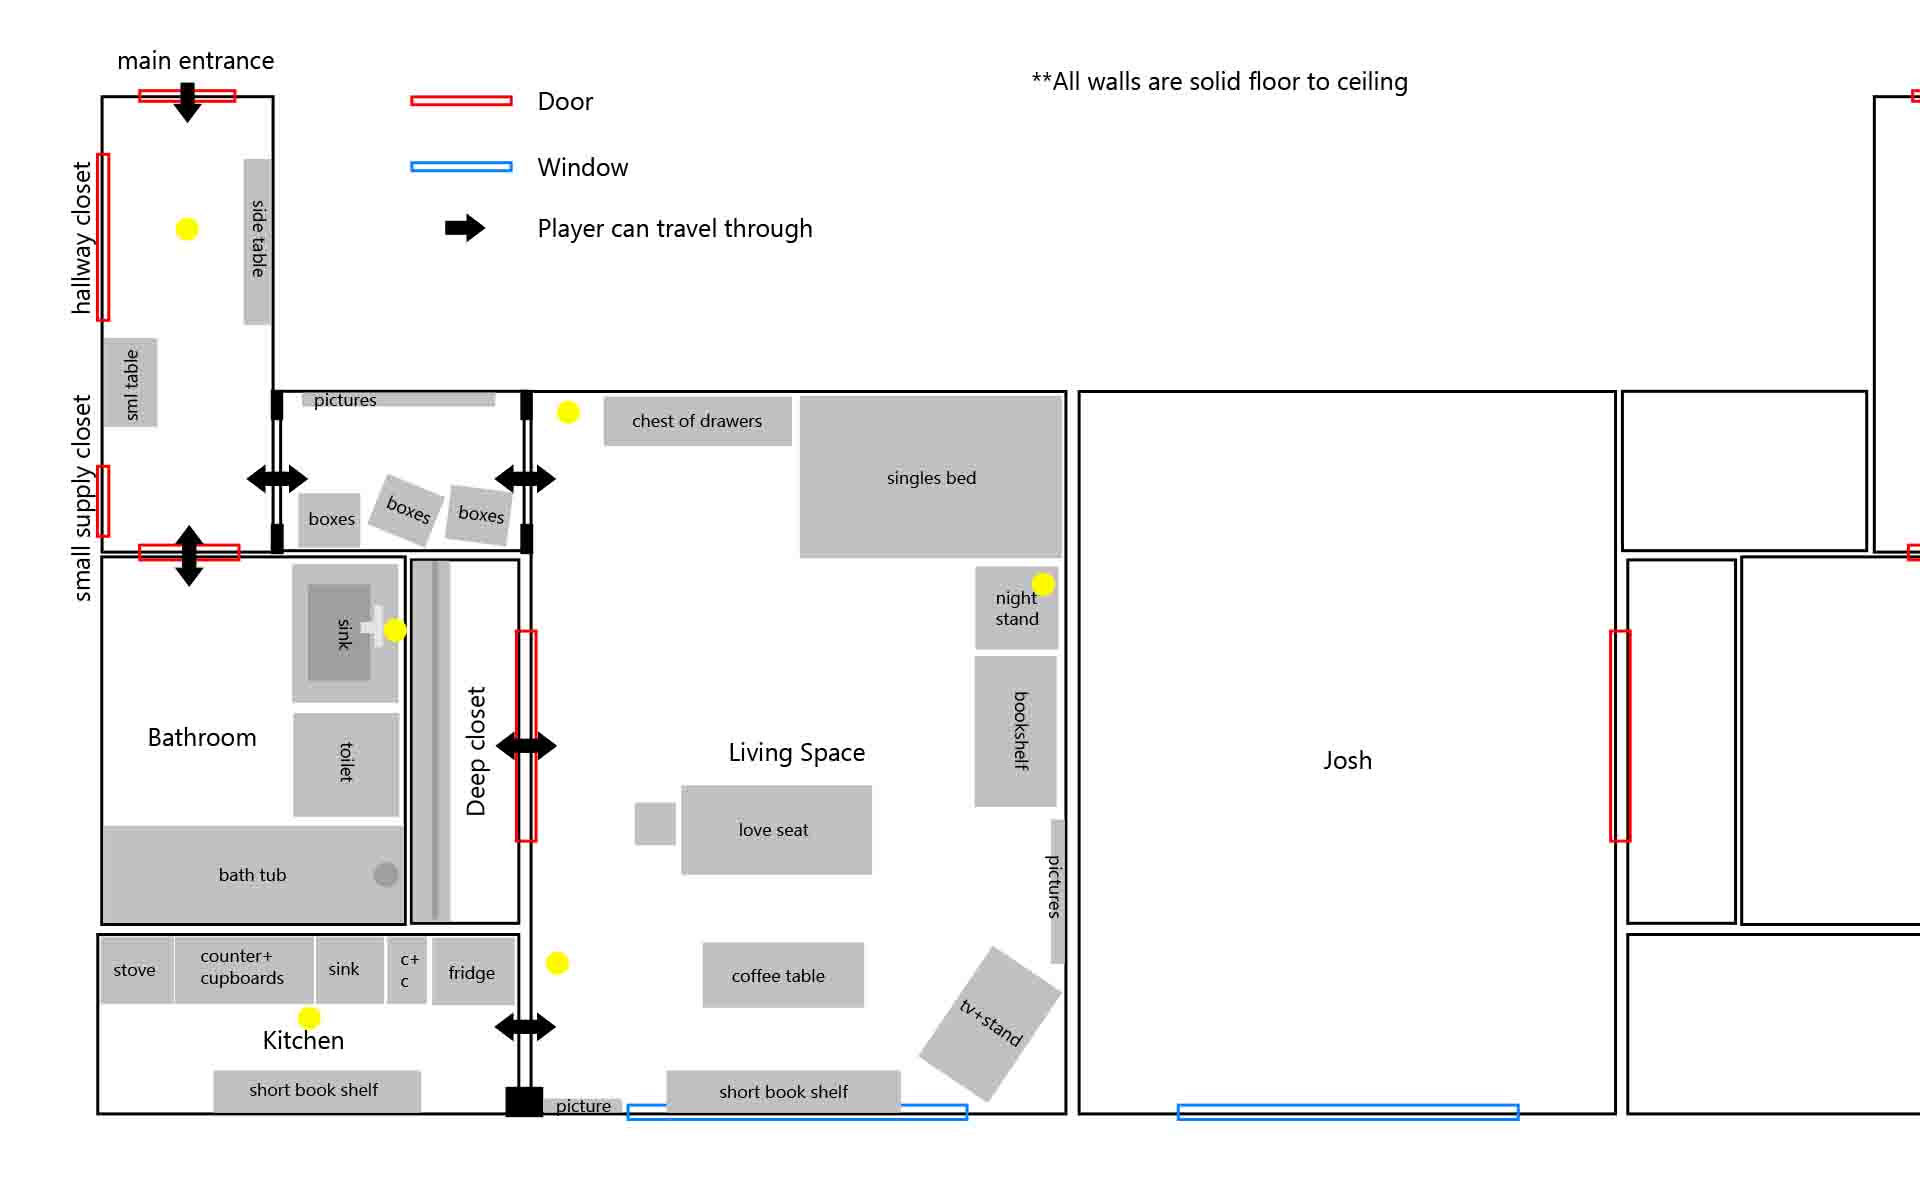 main entrance
Door
**All walls are solid floor to ceiling
Window
Player can travel through
hallway closet
side table
sml table
small supply closet
pictures
boxes
boxes
boxes
chest of drawers
singles bed
night
stand
bookshelf
sink
toilet
Bathroom
bath tub
Deep closet
Living Space
love seat
pictures
coffee table
tv+stand
Josh
stove
counter+
cupboards
sink
c+
c
fridge
Kitchen
short book shelf
picture
short book shelf